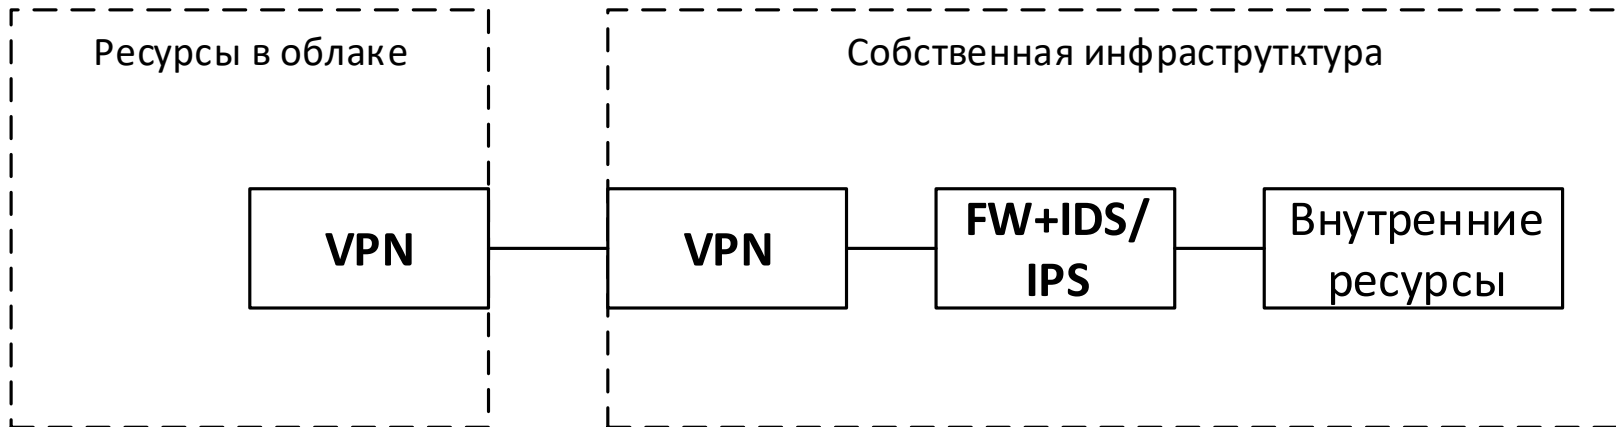 Ресурсы в облаке
Собственная инфраструтктура
VPN
VPN
FW+IDS/
IPS
Внутренние
ресурсы